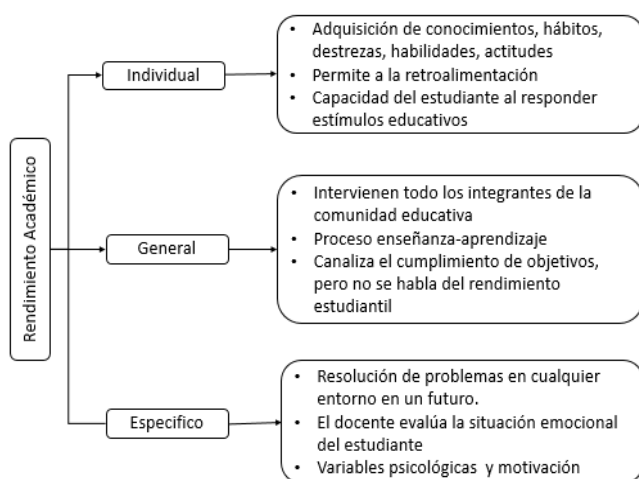 Rendimiento Académico
Individual
• Adquisición de conocimientos, hábitos,
destrezas, habilidades, actitudes
• Permite a la retroalimentación
• Capacidad del estudiante al responder
estímulos educativos
General
• Intervienen todo los integrantes de la
comunidad educativa
• Proceso enseñanza-aprendizaje
• Canaliza el cumplimiento de objetivos,
pero no se habla del rendimiento
estudiantil
Especifico
• Resolución de problemas en cualquier
entorno en un futuro.
• El docente evalúa la situación emocional
del estudiante
• Variables psicológicas y motivación